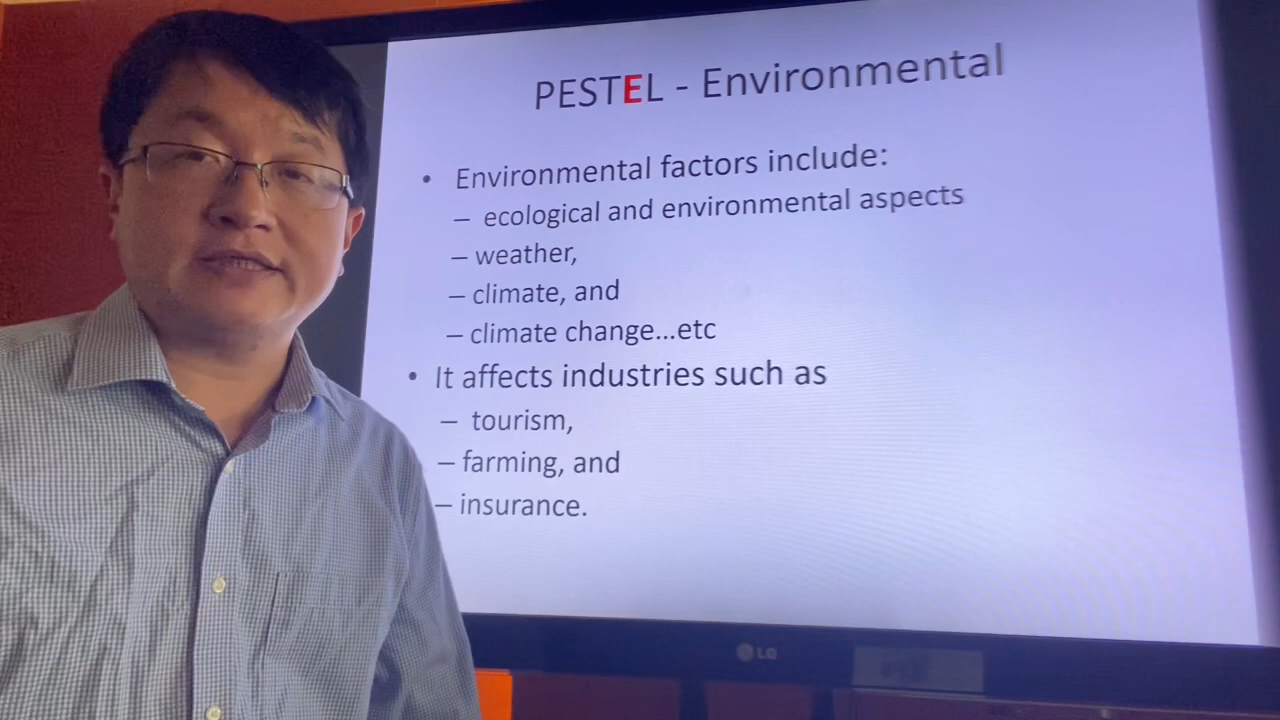 PESTEL - Environmental
• Environmental factors include:
– ecological and environmental aspects
– weather,
– climate, and
– climate change...etc
• It affects industries such as
– tourism,
– farming, and
– insurance.
LG